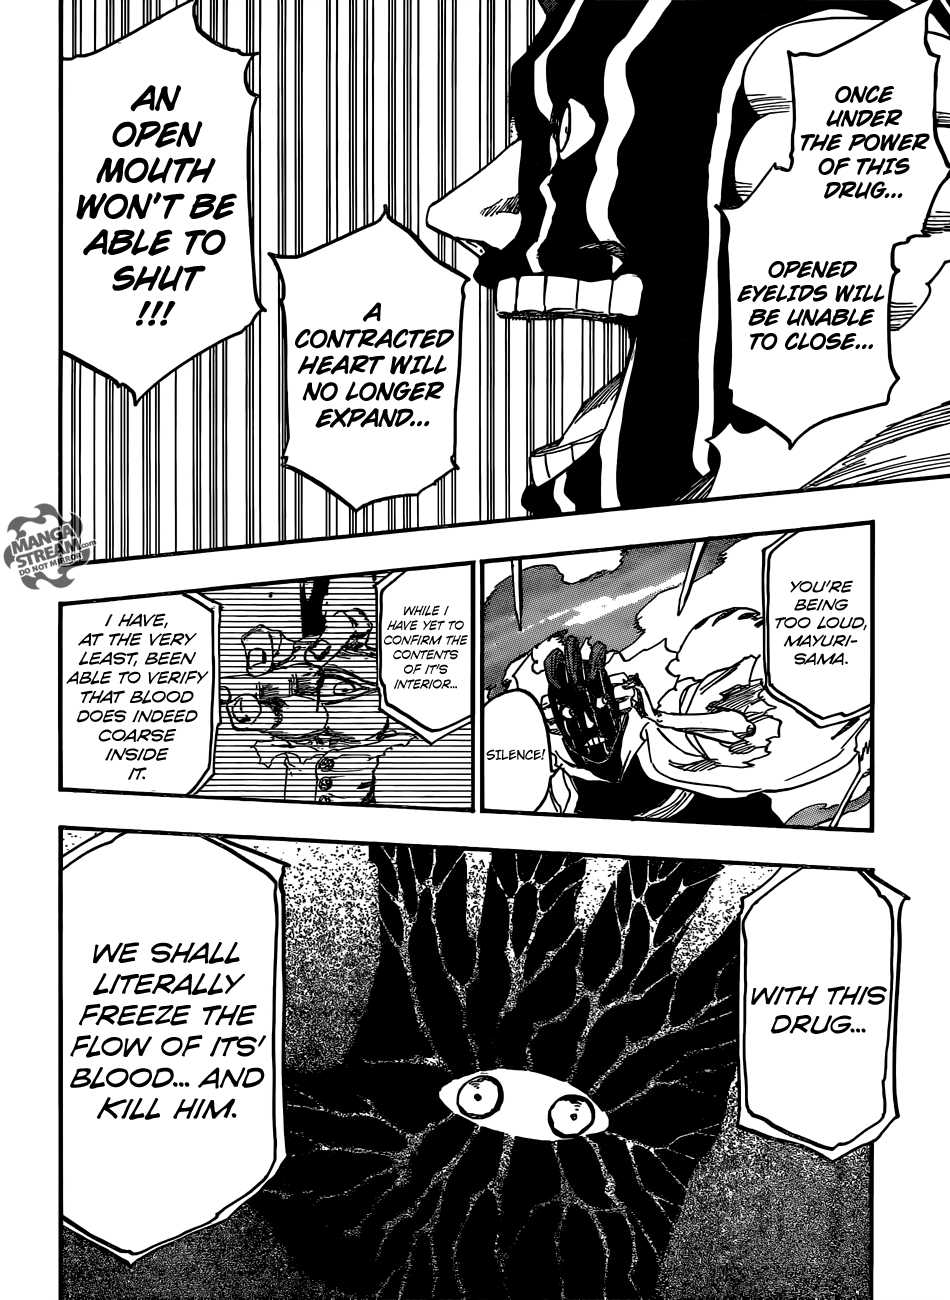 ONCE
UNDER
THE POWER
OF THIS
DRUG...
OPENED
EYELIDS WILL
BE UNABLE
TO CLOSE...
A
CONTRACTED
HEART WILL
NO LONGER
EXPAND...
AN
OPEN
MOUTH
WON'T BE
ABLE TO
SHUT
!!!
MANGA
STREAM.com
DO NOT MIRROR
YOU'RE
BEING
TOO LOUD,
MAYURI-
SAMA.
SILENCE!
WHILE I
HAVE YET TO
CONFIRM THE
CONTENTS
OF IT'S
INTERIOR...
I HAVE,
AT THE VERY
LEAST, BEEN
ABLE TO VERIFY
THAT BLOOD
DOES INDEED
COARSE
INSIDE
IT.
WITH THIS
DRUG...
WE SHALL
LITERALLY
FREEZE THE
FLOW OF ITS'
BLOOD... AND
KILL HIM.